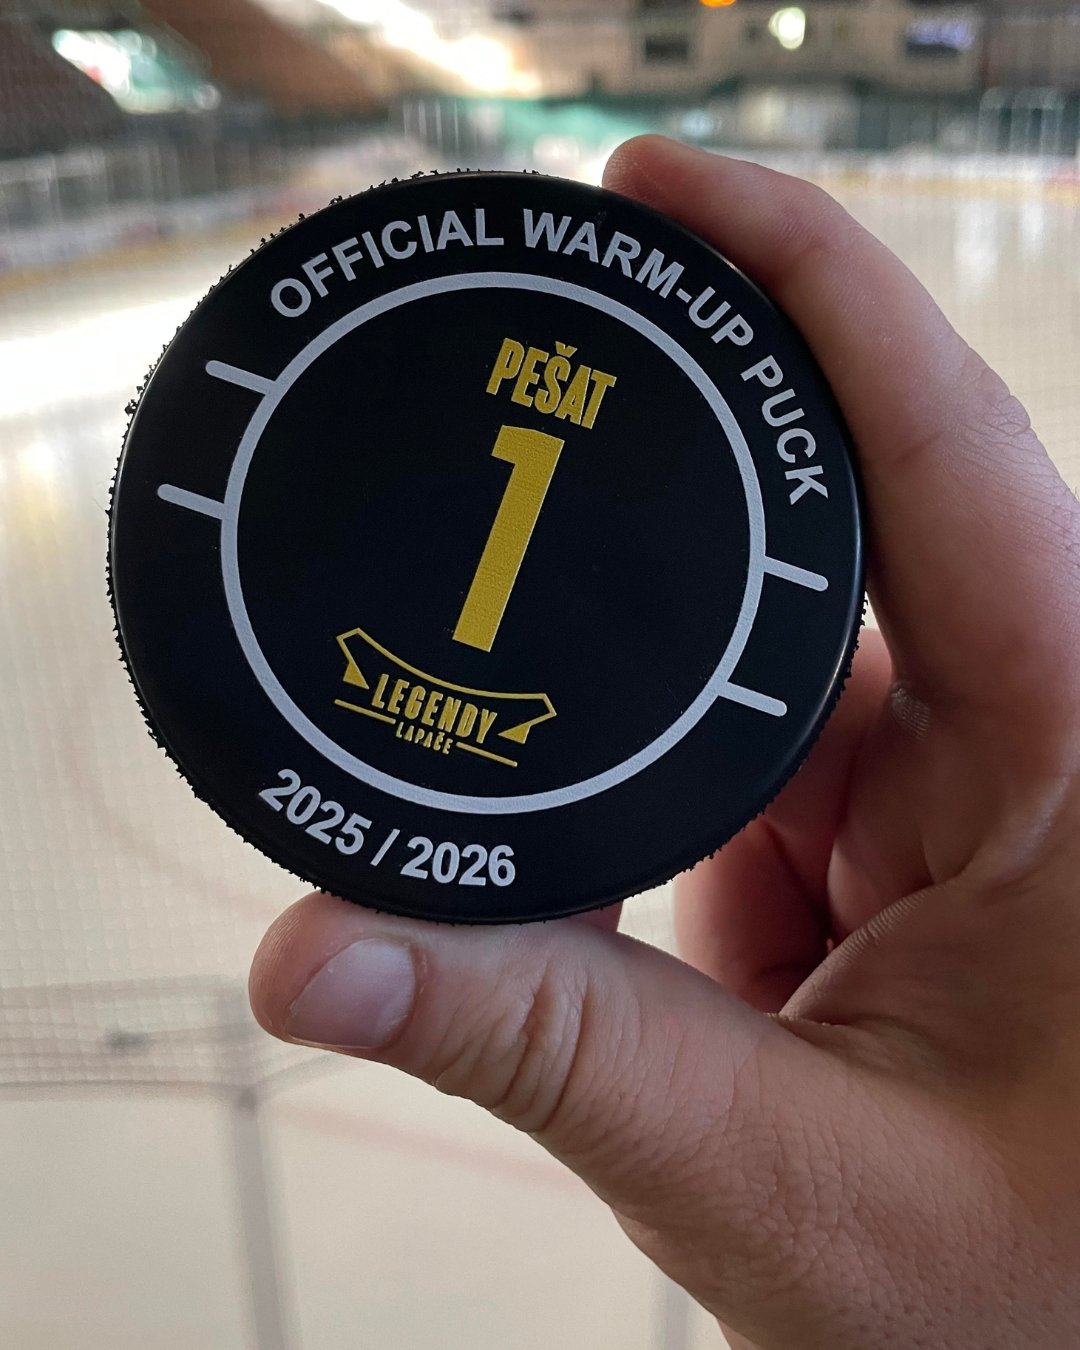 OFFICIAL WARM-UP PUCK
PEŠAT
1
LEGENDY
LAPAČE
2025 / 2026